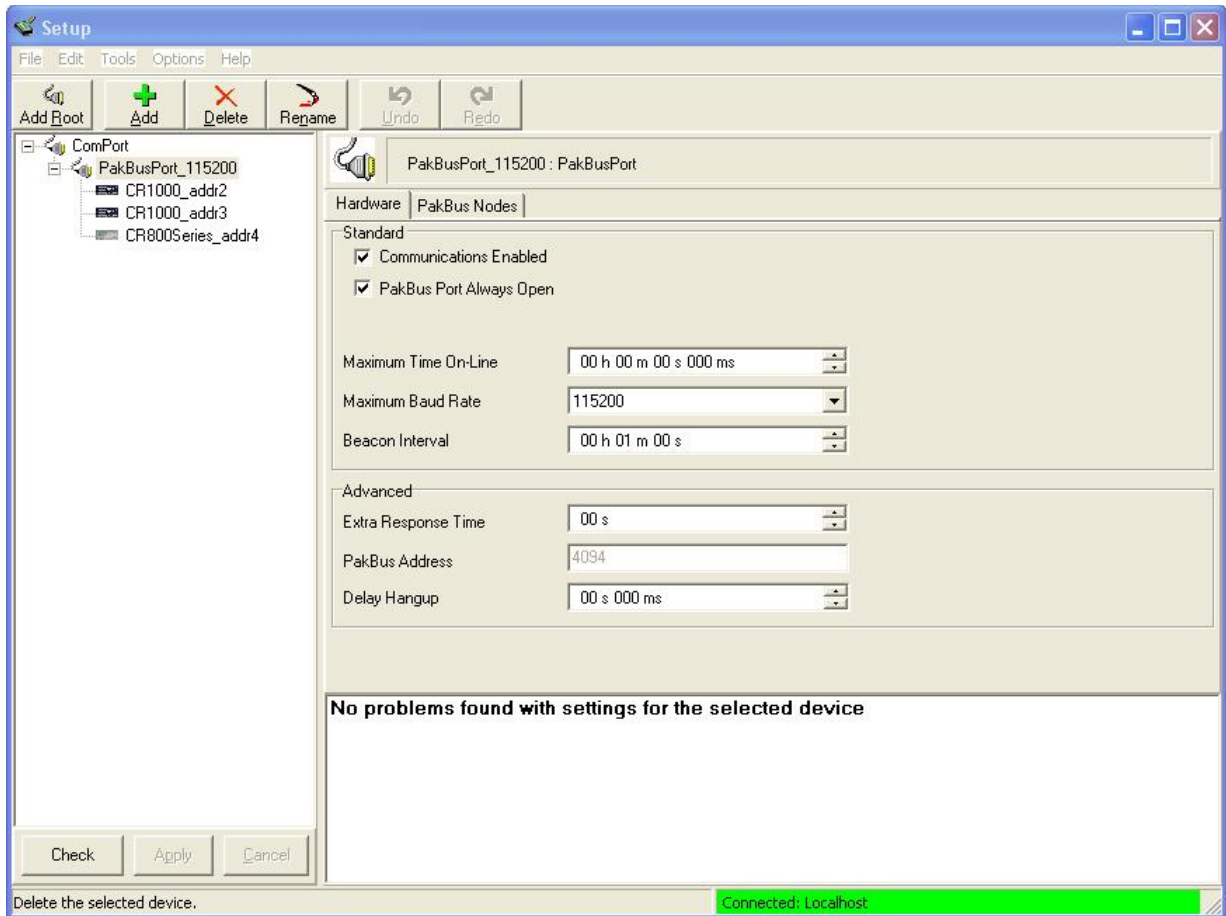 Setup
File Edit Tools Options Help
Add Root Add Delete Rename Undo Redo
ComPort
PakBusPort_115200
CR1000_addr2
CR1000_addr3
CR800Series_addr4
PakBusPort_115200 : PakBusPort
Hardware PakBus Nodes
Standard
Communications Enabled
PakBus Port Always Open
Maximum Time On-Line 00 h 00 m 00 s 000 ms
Maximum Baud Rate 115200
Beacon Interval 00 h 01 m 00 s
Advanced
Extra Response Time 00 s
PakBus Address 4094
Delay Hangup 00 s 000 ms
No problems found with settings for the selected device
Check Apply Cancel
Delete the selected device. Connected: Localhost